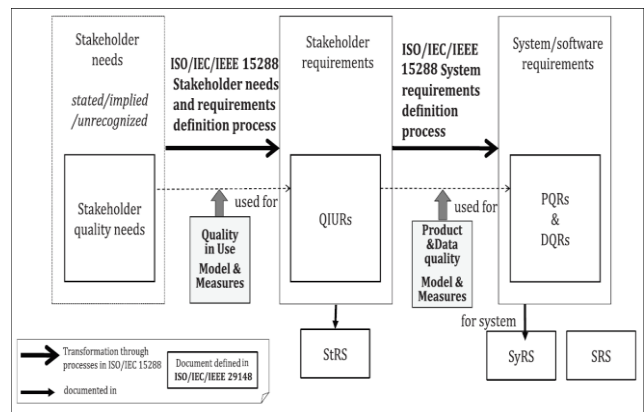 Stakeholder
needs
stated/implied
/unrecognized
Stakeholder
quality needs
ISO/IEC/IEEE 15288
Stakeholder needs
and requirements
definition process
used for
Quality
in Use
Model &
Measures
Stakeholder
requirements
QIURs
StRS
ISO/IEC/IEEE
15288 System
requirements
definition
process
used for
Product
&Data
quality
Model &
Measures
System/software
requirements
PQRs
&
DQRs
for system
SyRS
SRS
Transformation through
processes in ISO/IEC 15288
documented in
Document defined in
ISO/IEC/IEEE 29148